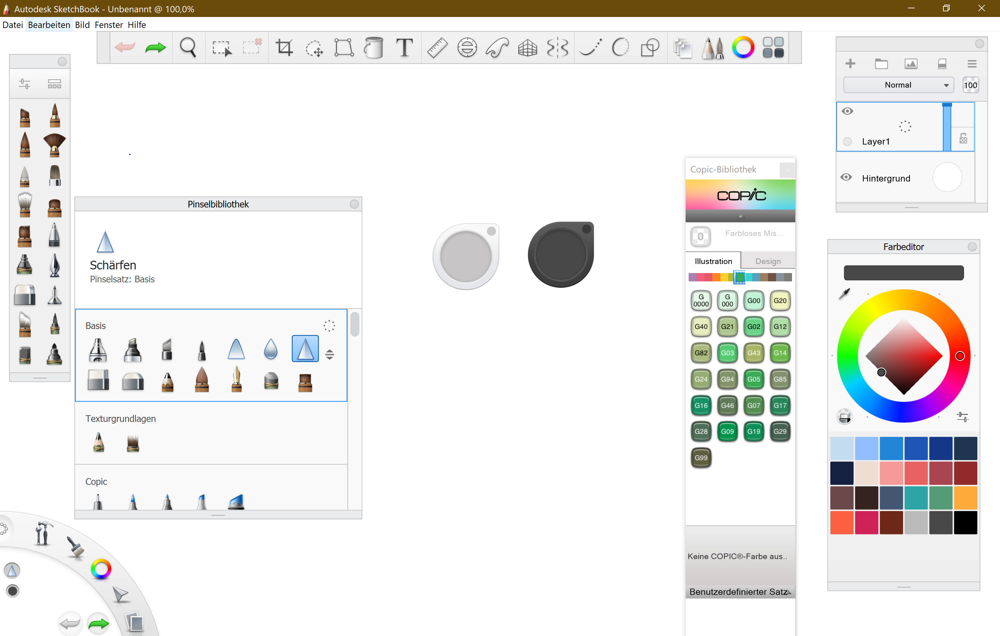 Autodesk SketchBook - Unbenannt @ 100,0%
Datei Bearbeiten Bild Fenster Hilfe
T
Normal 100
Layer1
Hintergrund
Copic-Bibliothek
COPIC
0 Farbloses Mis...
Illustration Design
G0000 G000 G00 G20
G40 G21 G02 G12
G82 G03 G43 G14
G24 G94 G05 G85
G16 G46 G07 G17
G28 G09 G19 G29
G99
Keine COPIC®-Farbe aus..
Benutzerdefinierter Satz
Pinselbibliothek
Schärfen
Pinselsatz: Basis
Basis
Texturgrundlagen
Copic
Farbeditor